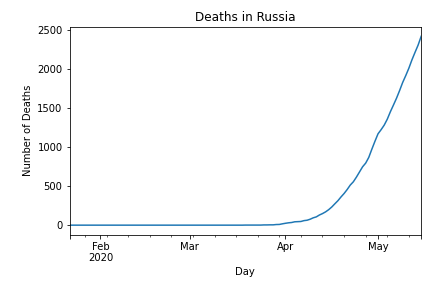 Deaths in Russia
2500
2000
1500
1000
500
0
Number of Deaths
Feb
2020
Mar
Apr
May
Day